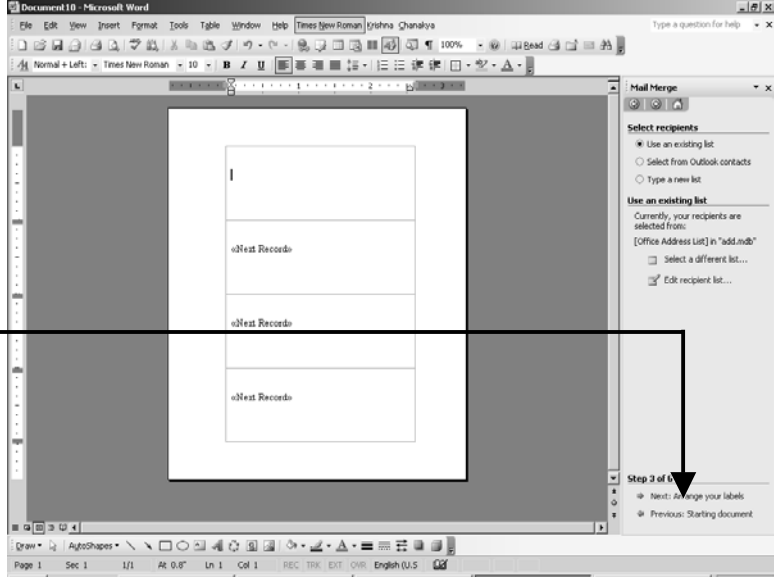 Document10 - Microsoft Word
File Edit View Insert Format Tools Table Window Help Times New Roman Krishna Chanakya Type a question for help
100% Read
Normal + Left: Times New Roman 10 B I U
Mail Merge
Select recipients
Use an existing list
Select from Outlook contacts
Type a new list
Use an existing list
Currently, your recipients are
selected from:
[Office Address List] in "add.mdb"
Select a different list...
Edit recipient list...
«Next Record»
«Next Record»
«Next Record»
Step 3 of 6
Next: Arrange your labels
Previous: Starting document
Draw AutoShapes
Page 1 Sec 1 1/1 At 0.8" Ln 1 Col 1 REC TRK EXT OVR English (U.S